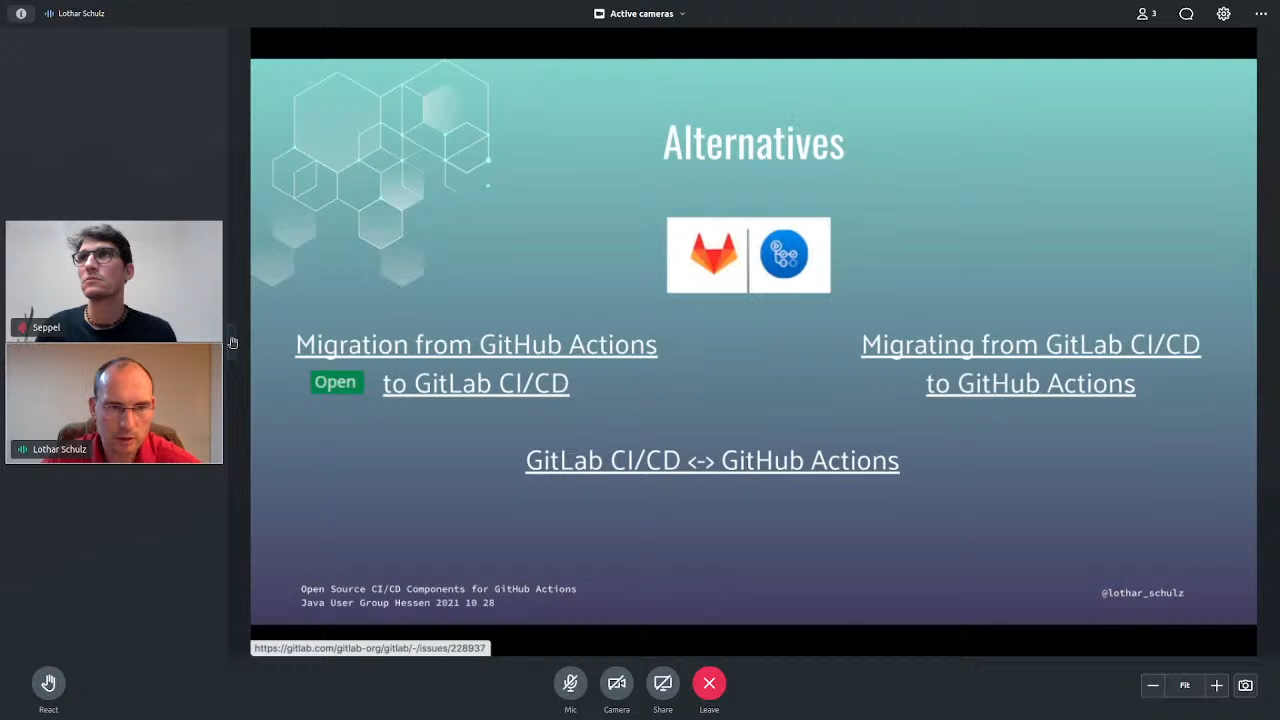 Lothar Schulz
Active cameras
3
Alternatives
Seppel
Lothar Schulz
Migration from GitHub Actions
Open to GitLab CI/CD
Migrating from GitLab CI/CD
to GitHub Actions
GitLab CI/CD <-> GitHub Actions
Open Source CI/CD Components for GitHub Actions
Java User Group Hessen 2021 10 28
@lothar_schulz
https://gitlab.com/gitlab-org/gitlab/-/issues/228937
React
Mic
Camera
Share
Leave
Fit